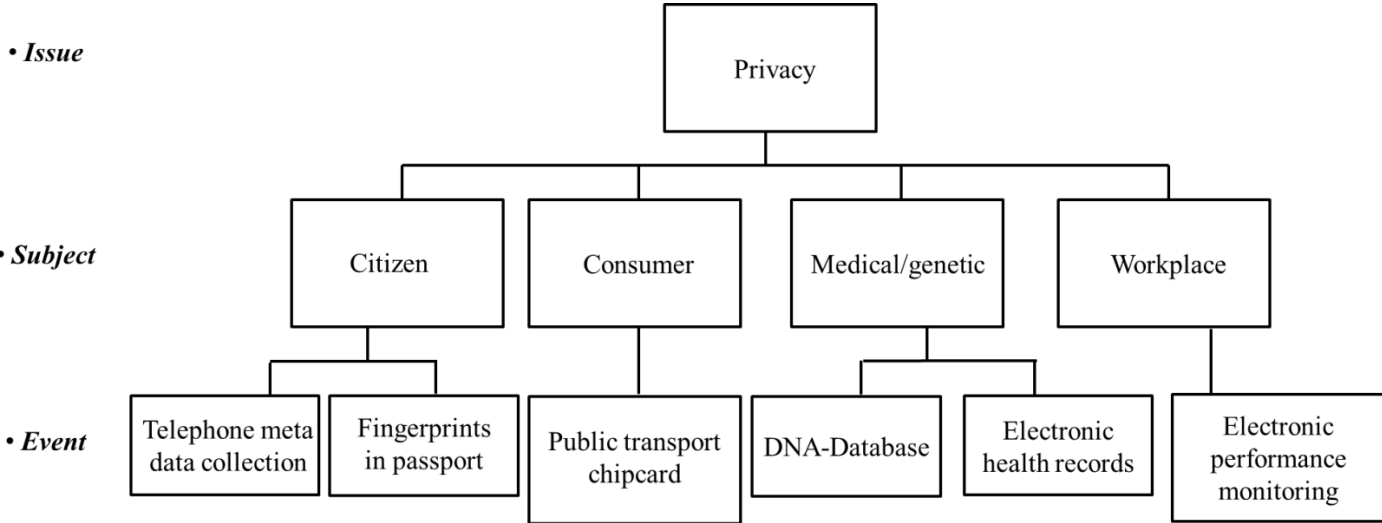 • Issue
Privacy
• Subject
Citizen
Consumer
Medical/genetic
Workplace
• Event
Telephone meta
data collection
Fingerprints
in passport
Public transport
chipcard
DNA-Database
Electronic
health records
Electronic
performance
monitoring